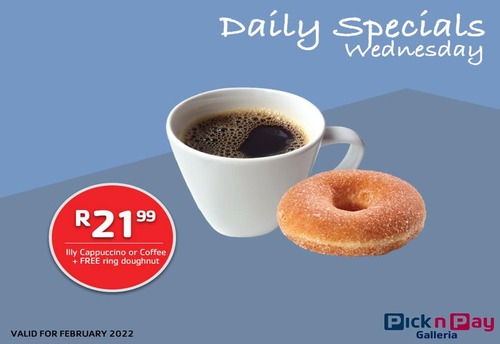 Daily Specials
Wednesday
R21.99
Illy Cappuccino or Coffee
+ FREE ring doughnut
VALID FOR FEBRUARY 2022
Pick n Pay
Galleria